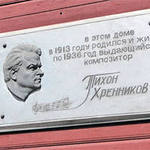 в этом доме
в 1913 году родился и жил
по 1936 год выдающийся
композитор
Тихон
Хренников